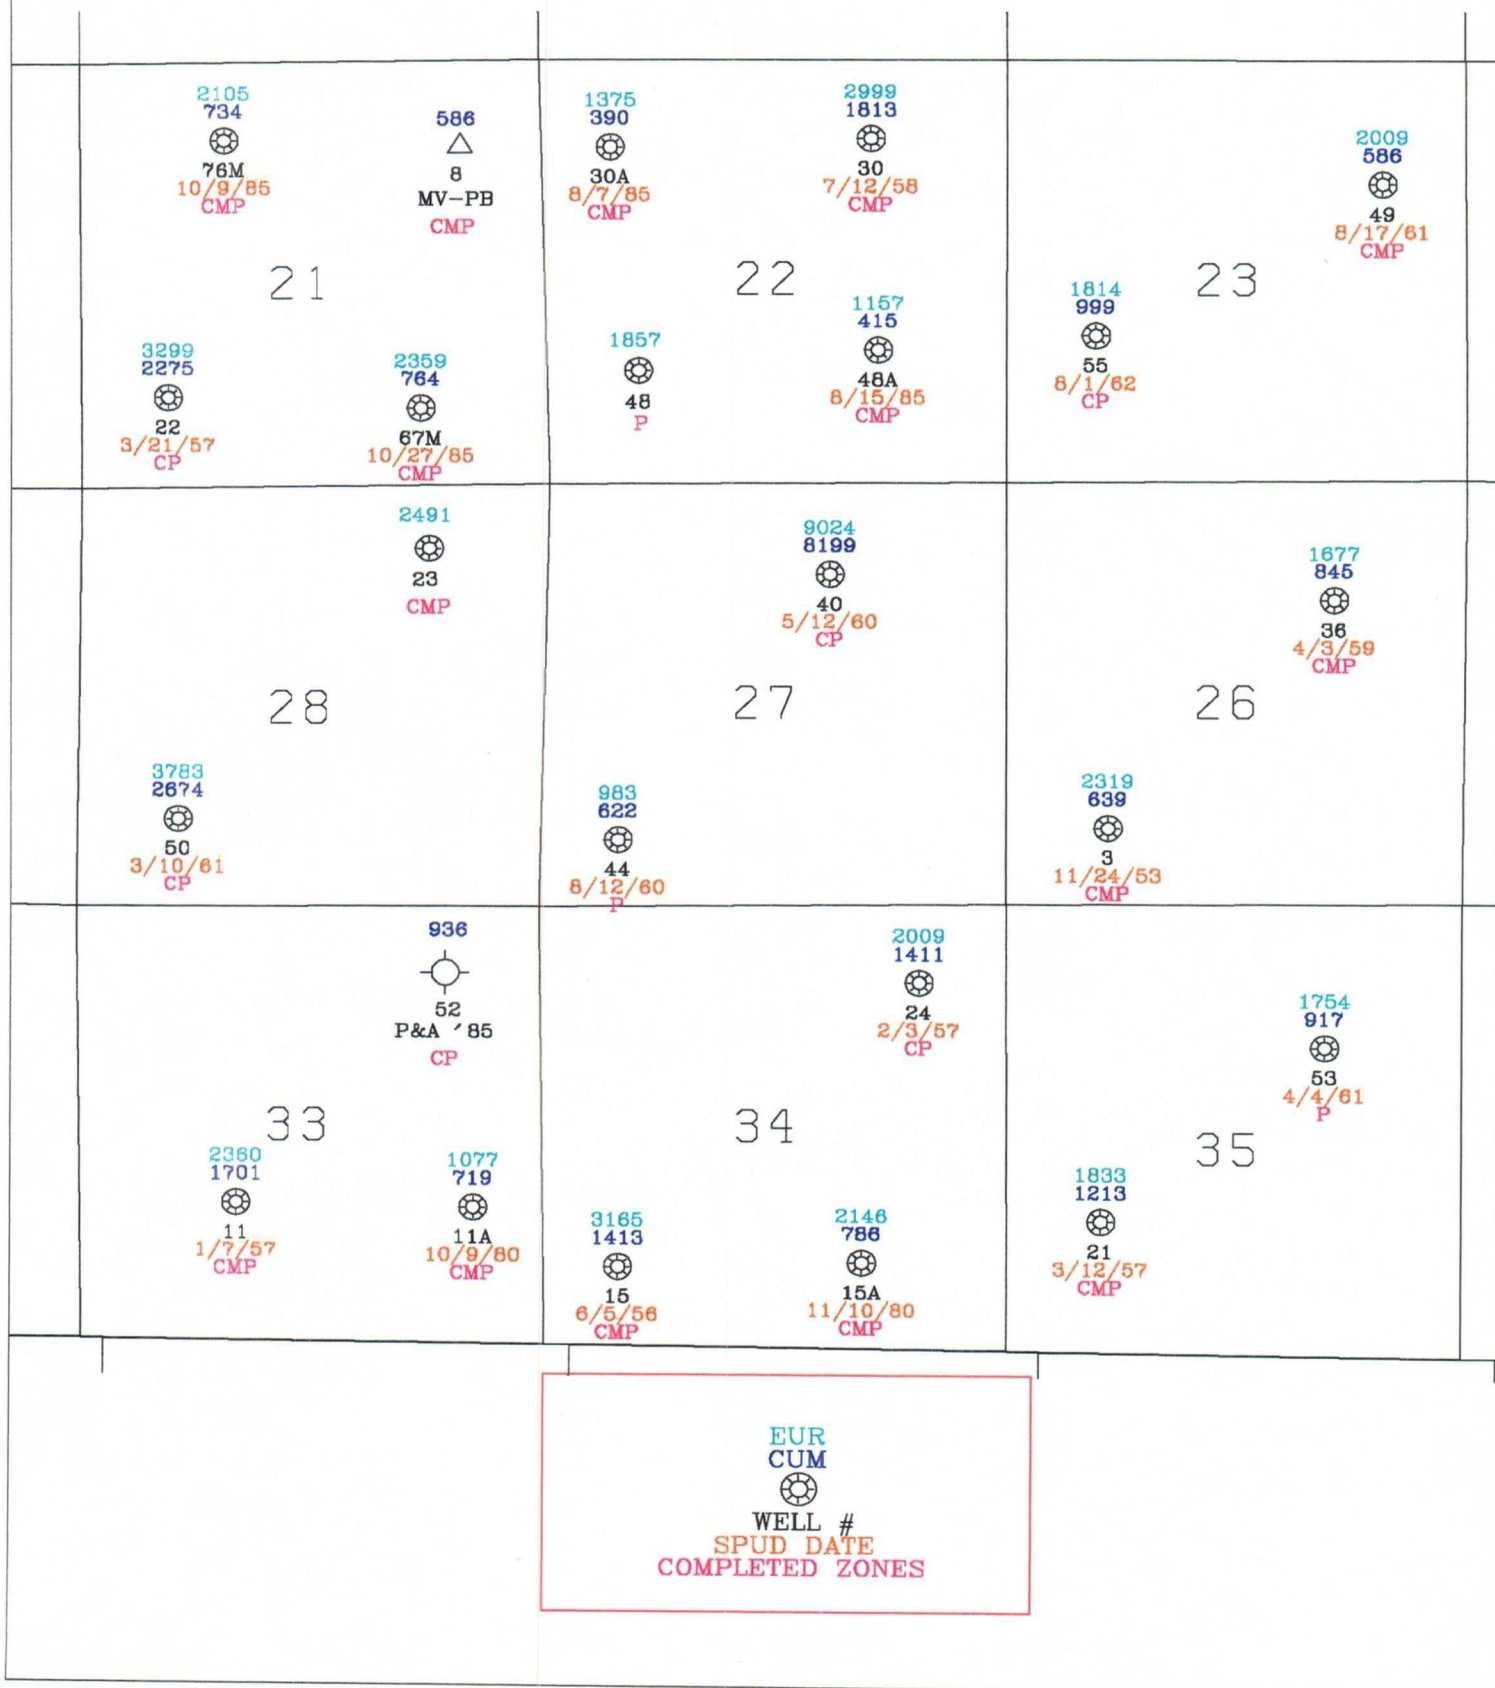 2105
734
76M
10/9/85
CMP
586
8
MV-PB
CMP
21
3299
2275
22
3/21/57
CP
2359
764
67M
10/27/85
CMP
1375
390
30A
8/7/85
CMP
2999
1813
30
7/12/58
CMP
22
1857
48
P
1157
415
48A
8/15/85
CMP
2009
586
49
8/17/61
CMP
23
1814
999
55
8/1/62
CP
2491
23
CMP
28
3783
2674
50
3/10/61
CP
9024
8199
40
5/12/60
CP
27
983
622
44
8/12/60
P
1677
845
36
4/3/59
CMP
26
2319
639
3
11/24/53
CMP
936
52
P&A '85
CP
33
2360
1701
11
1/7/57
CMP
1077
719
11A
10/9/80
CMP
2009
1411
24
2/3/57
CP
34
3165
1413
15
6/5/56
CMP
2146
786
15A
11/10/80
CMP
1754
917
53
4/4/61
P
35
1833
1213
21
3/12/57
CMP
EUR
CUM
WELL #
SPUD DATE
COMPLETED ZONES